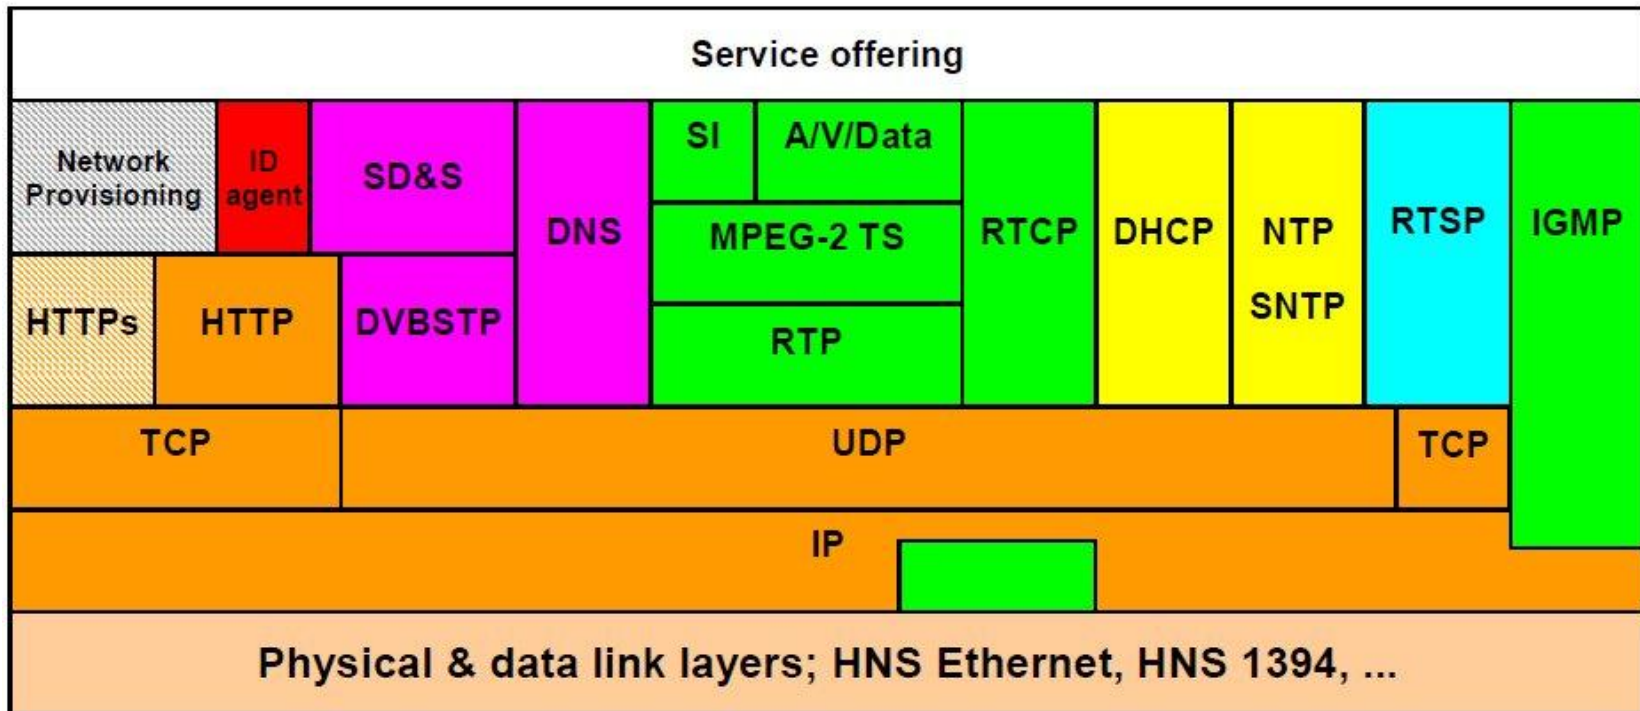 Service offering
Network
Provisioning
ID
agent
SD&S
DNS
SI
A/V/Data
MPEG-2 TS
RTP
RTCP
DHCP
NTP
SNTP
RTSP
IGMP
HTTPs
HTTP
DVBSTP
TCP
UDP
TCP
IP
Physical & data link layers; HNS Ethernet, HNS 1394, ...